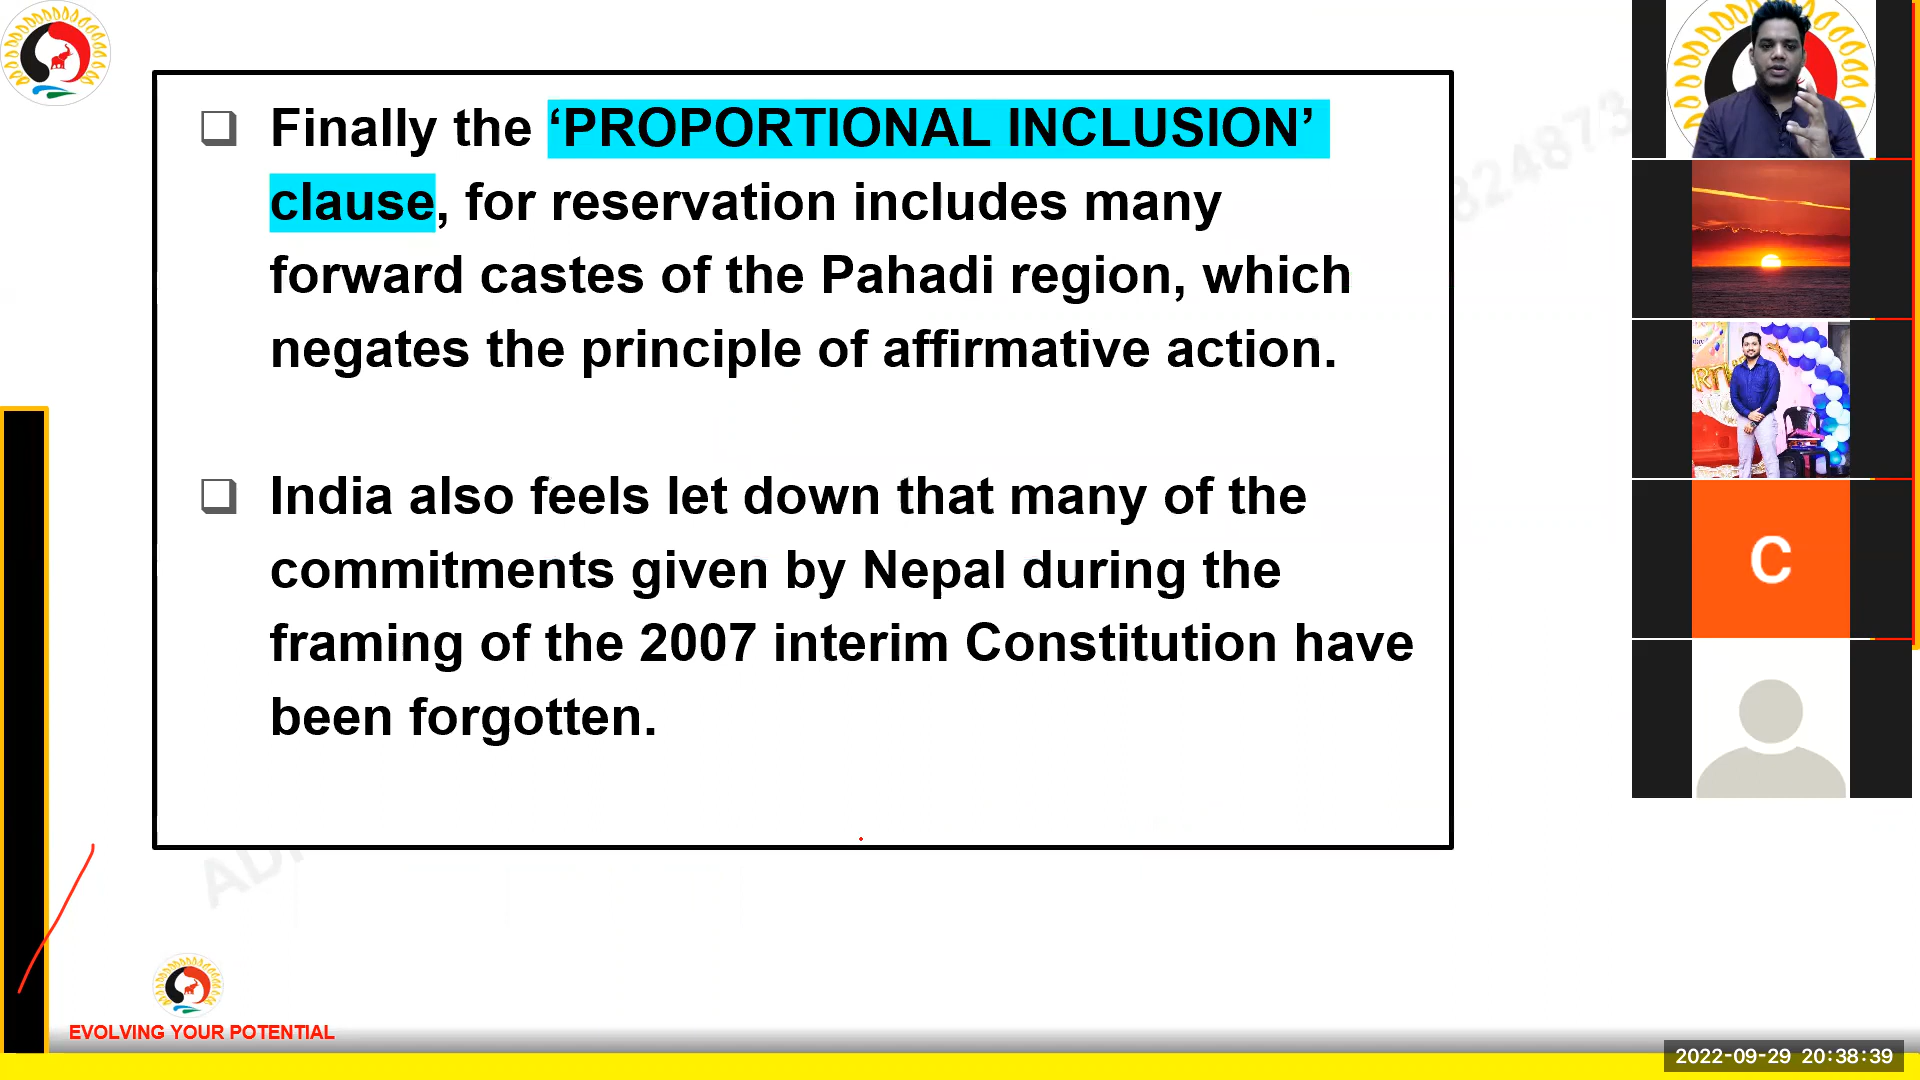 Finally the ‘PROPORTIONAL INCLUSION’
clause, for reservation includes many
forward castes of the Pahadi region, which
negates the principle of affirmative action.
India also feels let down that many of the
commitments given by Nepal during the
framing of the 2007 interim Constitution have
been forgotten.
C
EVOLVING YOUR POTENTIAL
2022-09-29 20:38:39